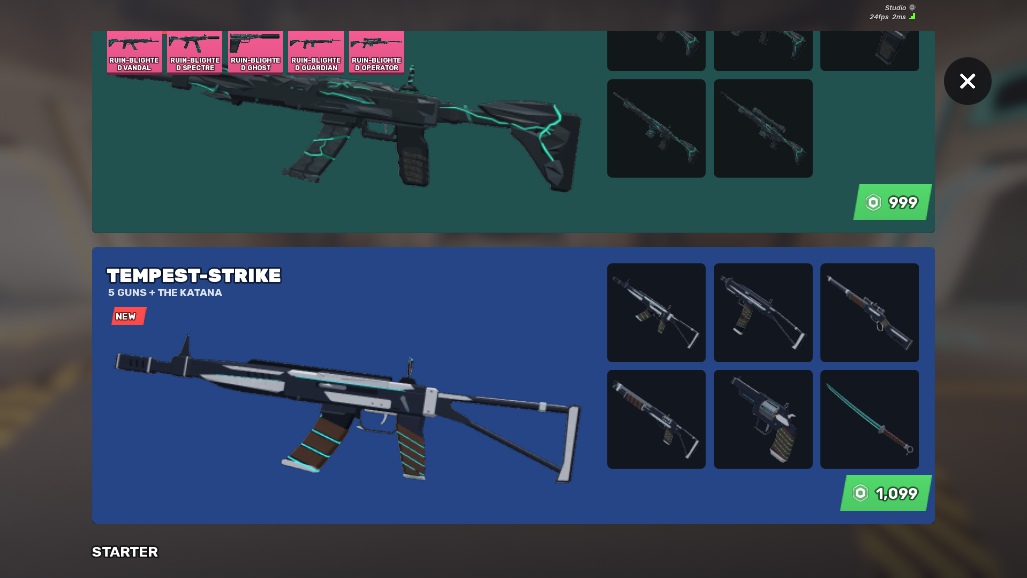 Studio
24fps 2ms
RUIN-BLIGHTE
D VANDAL
RUIN-BLIGHTE
D SPECTRE
RUIN-BLIGHTE
D GHOST
RUIN-BLIGHTE
D GUARDIAN
RUIN-BLIGHTE
D OPERATOR
999
TEMPEST-STRIKE
5 GUNS + THE KATANA
NEW
1,099
STARTER